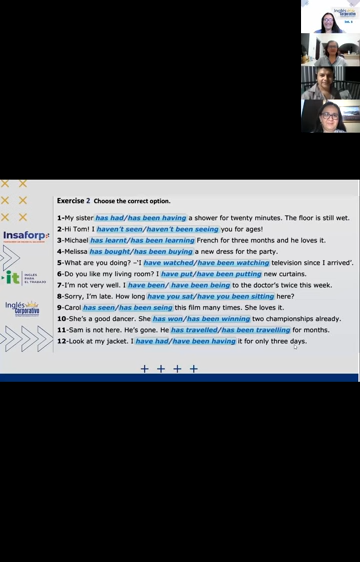 Inglés
Corporativo
Exercise 2 Choose the correct option.
1-My sister has had/has been having a shower for twenty minutes. The floor is still wet.
2-Hi Tom! I haven't seen/haven't been seeing you for ages!
3-Michael has learnt/has been learning French for three months and he loves it.
4-Melissa has bought/has been buying a new dress for the party.
5-What are you doing? –'I have watched/have been watching television since I arrived'.
6-Do you like my living room? I have put/have been putting new curtains.
7-I'm not very well. I have been/ have been being to the doctor's twice this week.
8-Sorry, I'm late. How long have you sat/have you been sitting here?
9-Carol has seen/has been seing this film many times. She loves it.
10-She's a good dancer. She has won/has been winning two championships already.
11-Sam is not here. He's gone. He has travelled/has been travelling for months.
12-Look at my jacket. I have had/have been having it for only three days.
Insaforp
it
INGLÉS
PARA
EL TRABAJO
Inglés
Corporativo